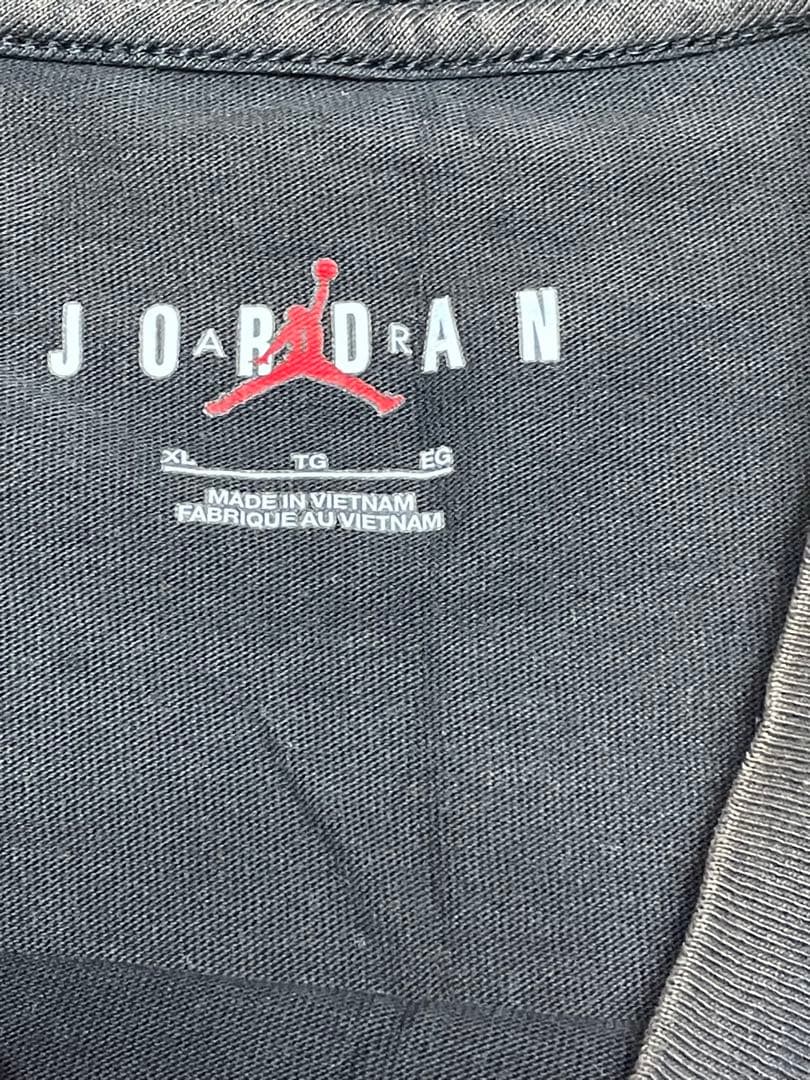 JORDAN
AIR
XL TG EG
MADE IN VIETNAM
FABRIQUE AU VIETNAM